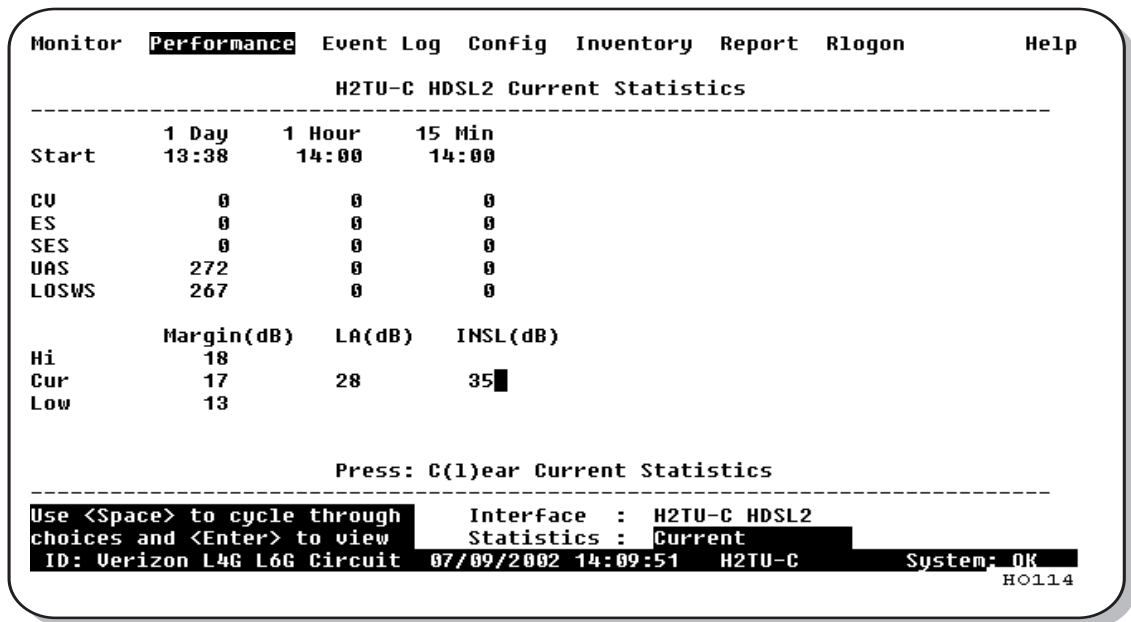 Monitor Performance Event Log Config Inventory Report Rlogon Help
H2TU-C HDSL2 Current Statistics
1 Day 1 Hour 15 Min
Start 13:38 14:00 14:00
CV 0 0 0
ES 0 0 0
SES 0 0 0
UAS 272 0 0
LOSWS 267 0 0
Margin(dB) LA(dB) INSL(dB)
Hi 18
Cur 17 28 35
Low 13
Press: C(l)ear Current Statistics
Use <Space> to cycle through Interface : H2TU-C HDSL2
choices and <Enter> to view Statistics : Current
ID: Verizon L4G L6G Circuit 07/09/2002 14:09:51 H2TU-C System: OK
HO114